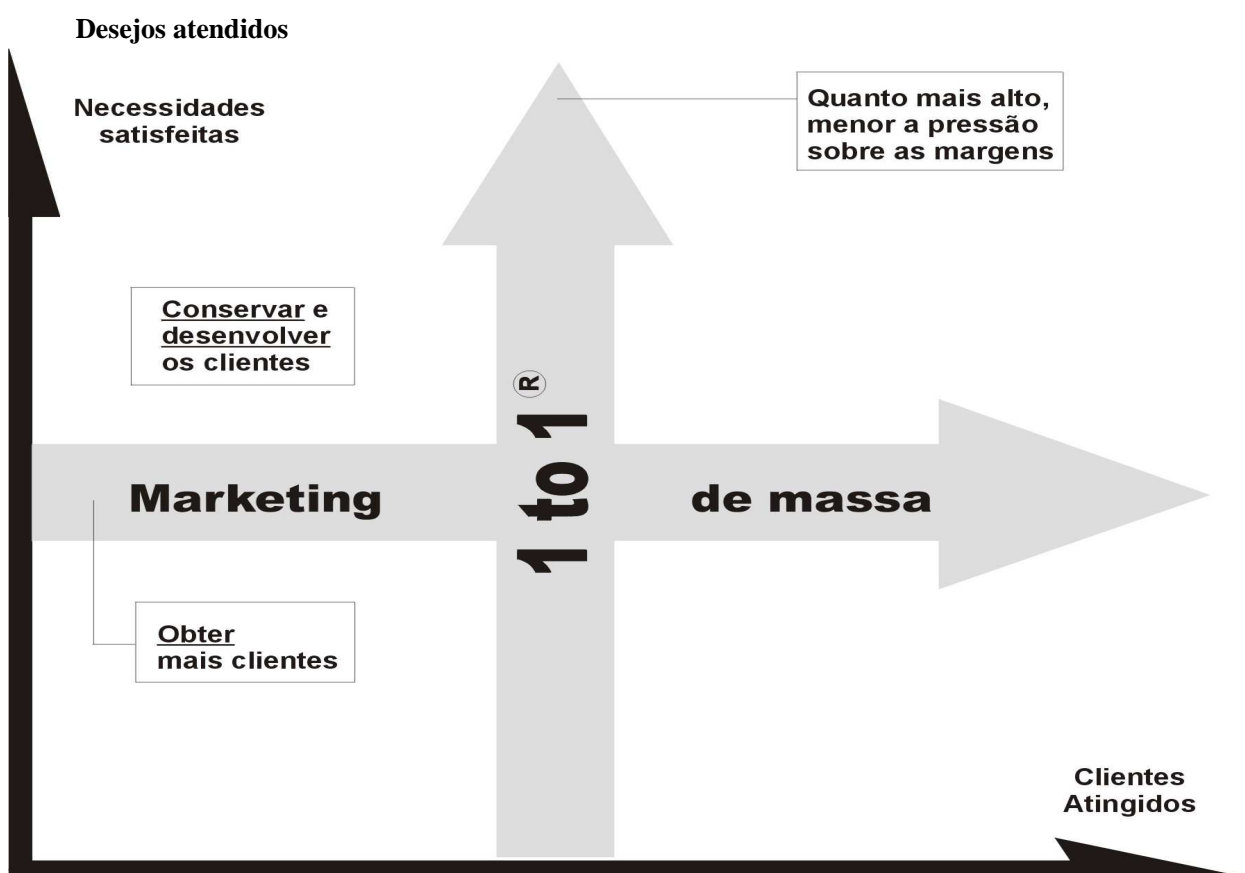 Desejos atendidos
Necessidades
satisfeitas
Quanto mais alto,
menor a pressão
sobre as margens
Conservar e
desenvolver
os clientes
1 to 1®
Marketing de massa
Obter
mais clientes
Clientes
Atingidos